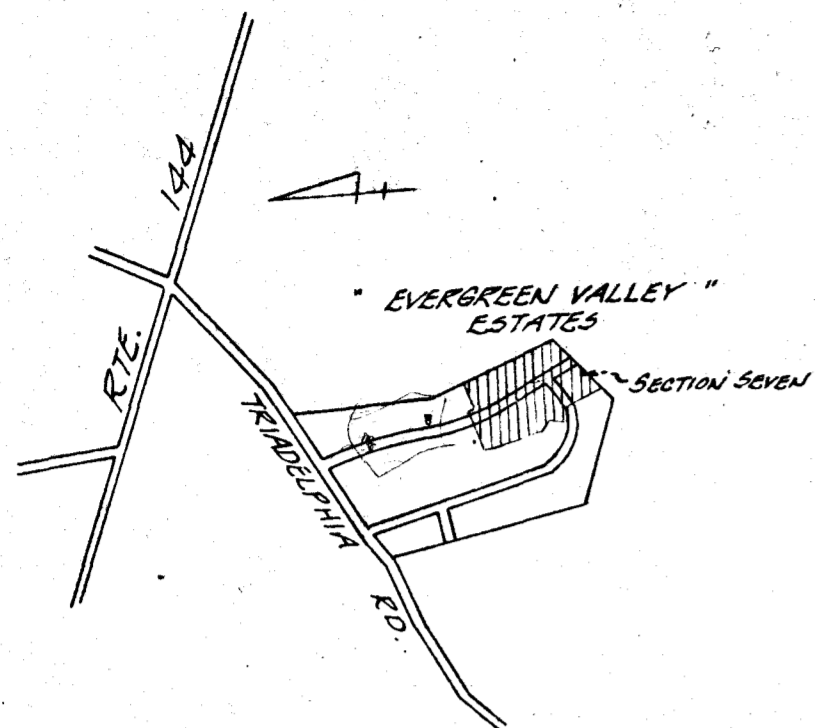 RTE. 144
" EVERGREEN VALLEY "
ESTATES
SECTION SEVEN
TRIADELPHIA RD.